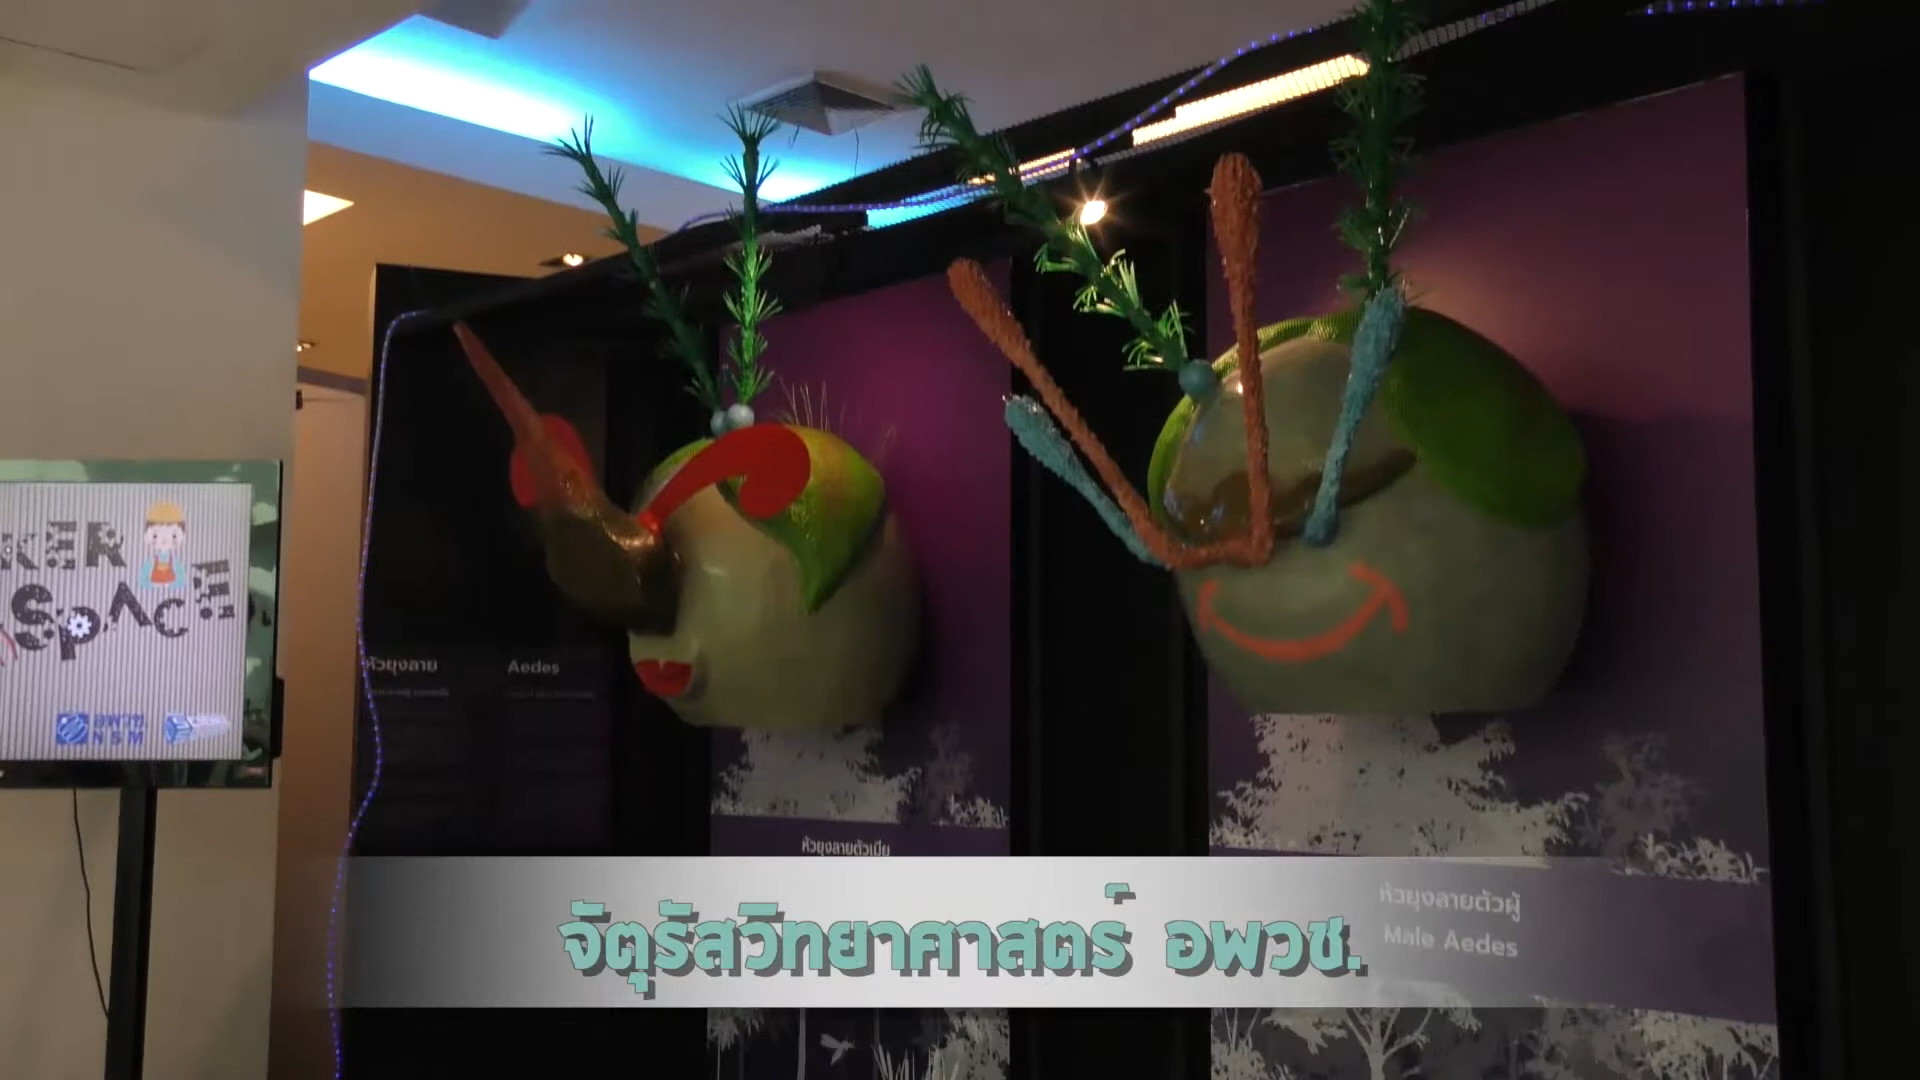 KER
SPACE
อพวช.
NSM
หัวยุงลาย
Aedes
หัวยุงลายตัวเมีย
หัวยุงลายตัวผู้
Male Aedes
จัตุรัสวิทยาศาสตร์ อพวช.